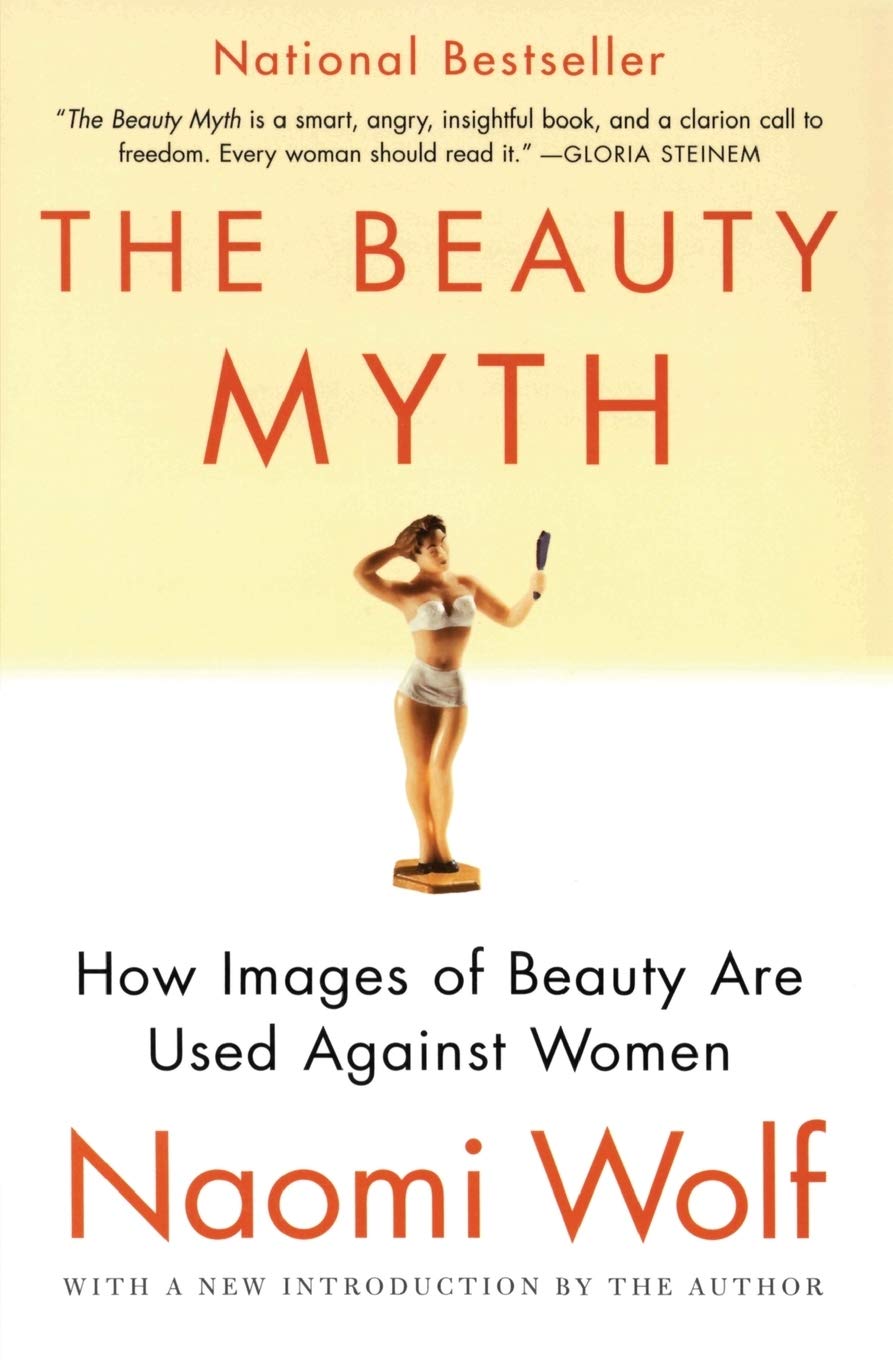 National Bestseller
“The Beauty Myth is a smart, angry, insightful book, and a clarion call to
freedom. Every woman should read it.” —GLORIA STEINEM
THE BEAUTY
MYTH
How Images of Beauty Are
Used Against Women
Naomi Wolf
WITH A NEW INTRODUCTION BY THE AUTHOR